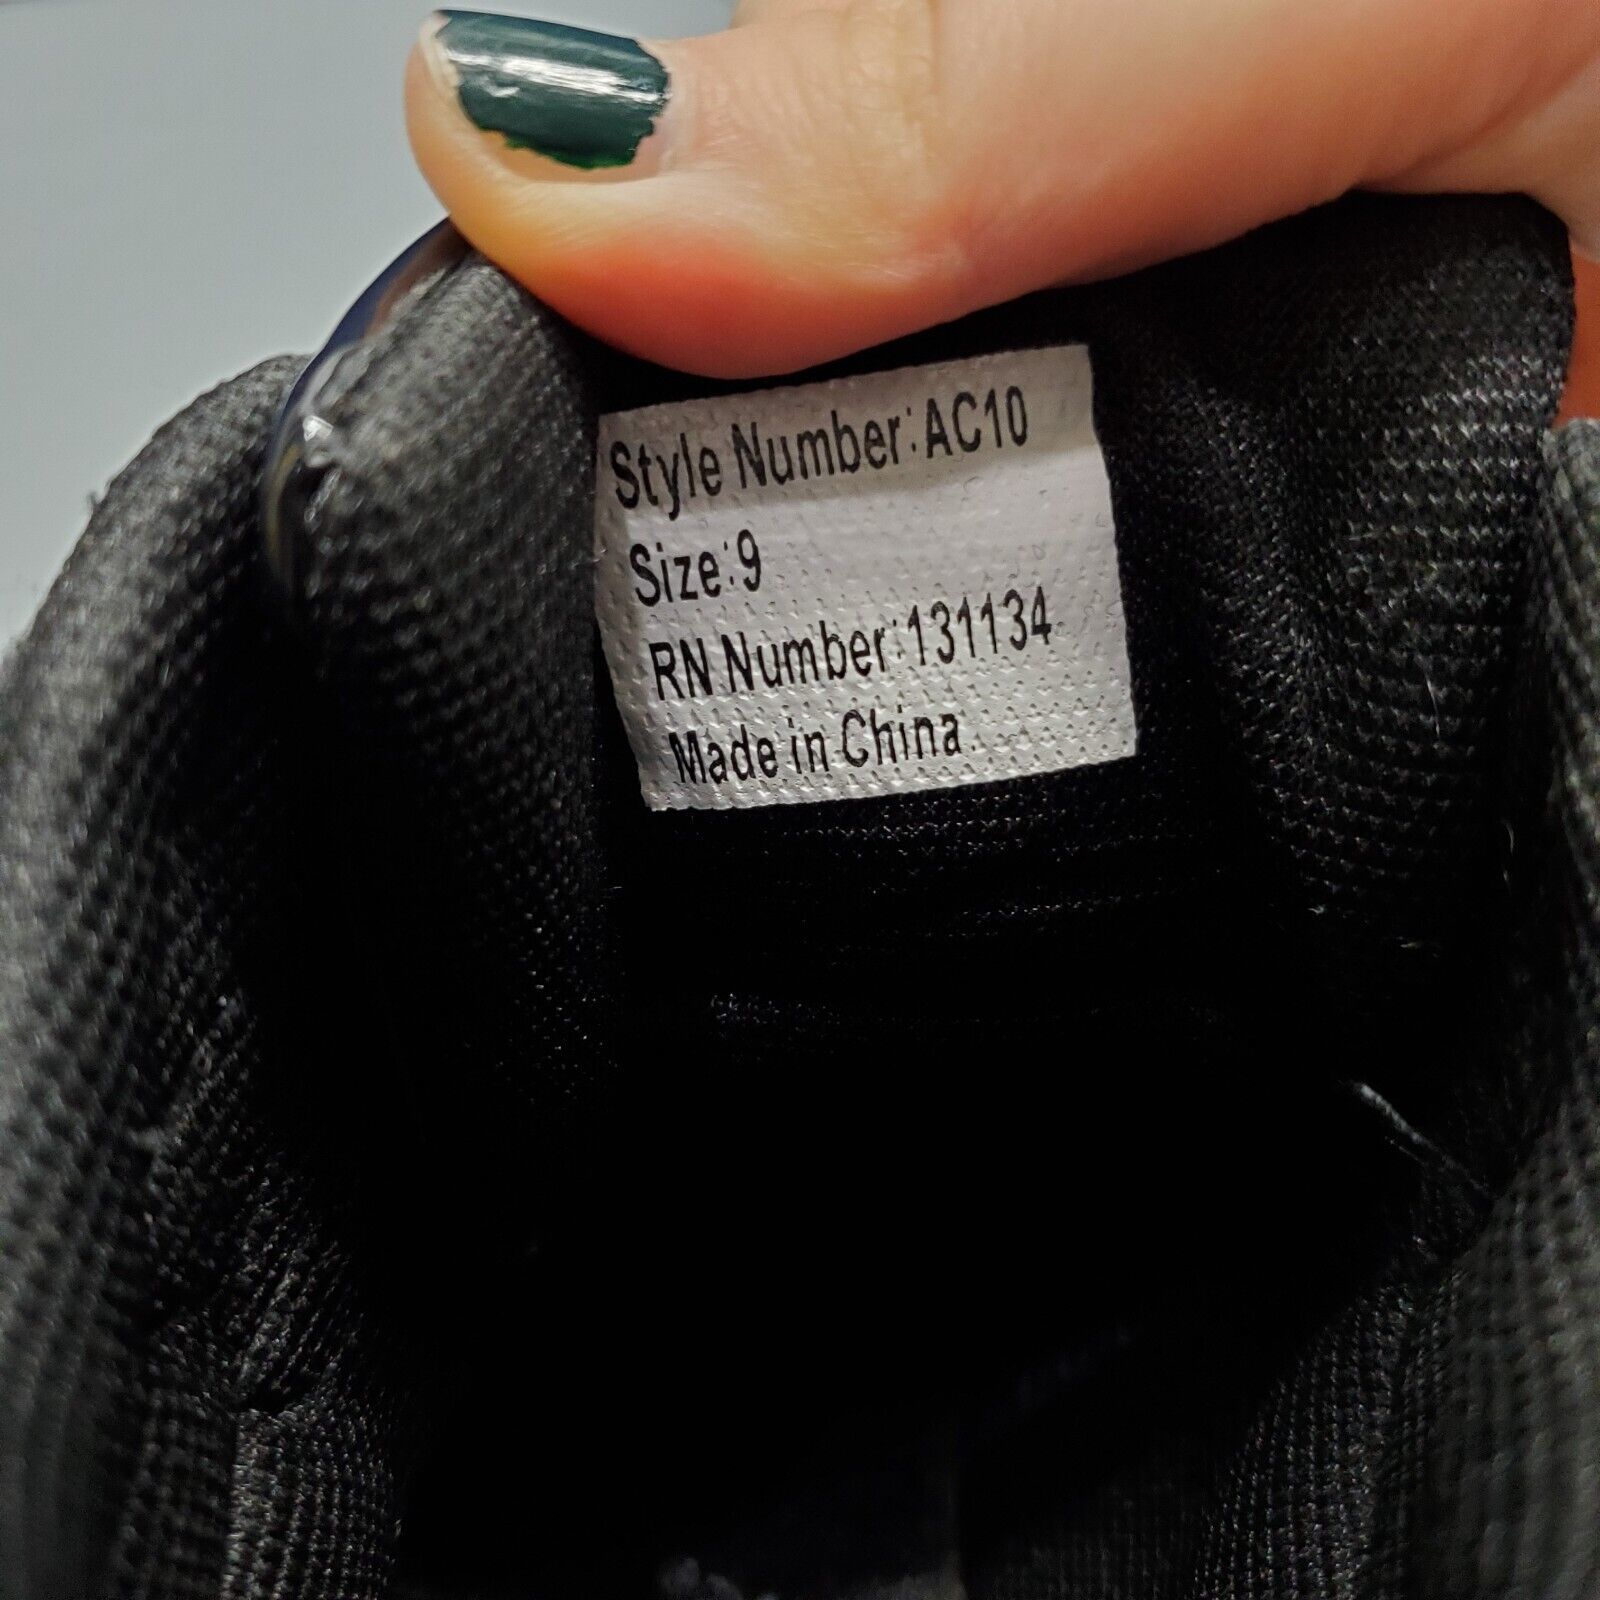 Style Number:AC10
Size:9
RN Number:131134
Made in China